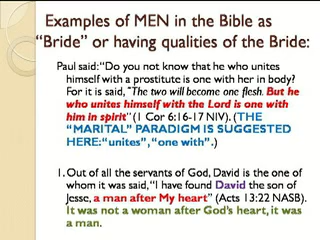 Examples of MEN in the Bible as
“Bride” or having qualities of the Bride:
Paul said: “Do you not know that he who unites
himself with a prostitute is one with her in body?
For it is said, “The two will become one flesh. But he
who unites himself with the Lord is one with
him in spirit” (1 Cor 6:16-17 NIV). (THE
“MARITAL” PARADIGM IS SUGGESTED
HERE: “unites”, “one with”.)
1. Out of all the servants of God, David is the one of
whom it was said, “I have found David the son of
Jesse, a man after My heart” (Acts 13:22 NASB).
It was not a woman after God’s heart, it was
a man.